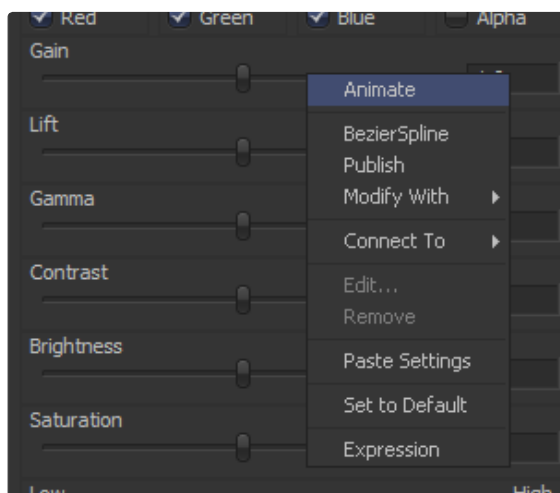 Red Green Blue Alpha
Gain
Animate
Lift
BezierSpline
Publish
Gamma
Modify With
Connect To
Contrast
Edit...
Remove
Brightness
Paste Settings
Set to Default
Saturation
Expression
Low High